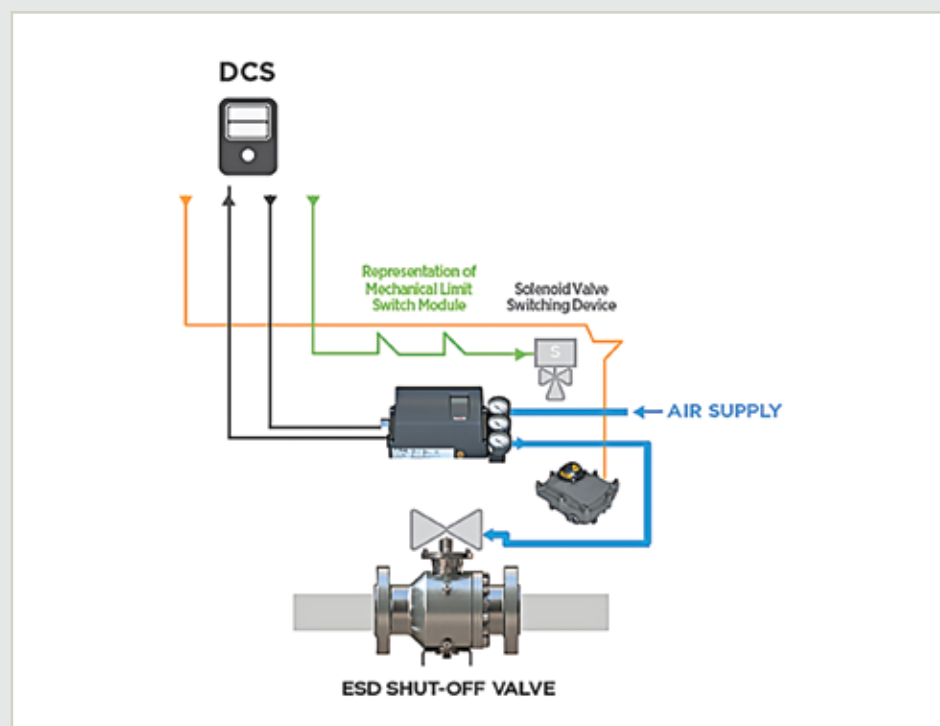 DCS
Representation of
Mechanical Limit
Switch Module
Solenoid Valve
Switching Device
S
AIR SUPPLY
ESD SHUT-OFF VALVE